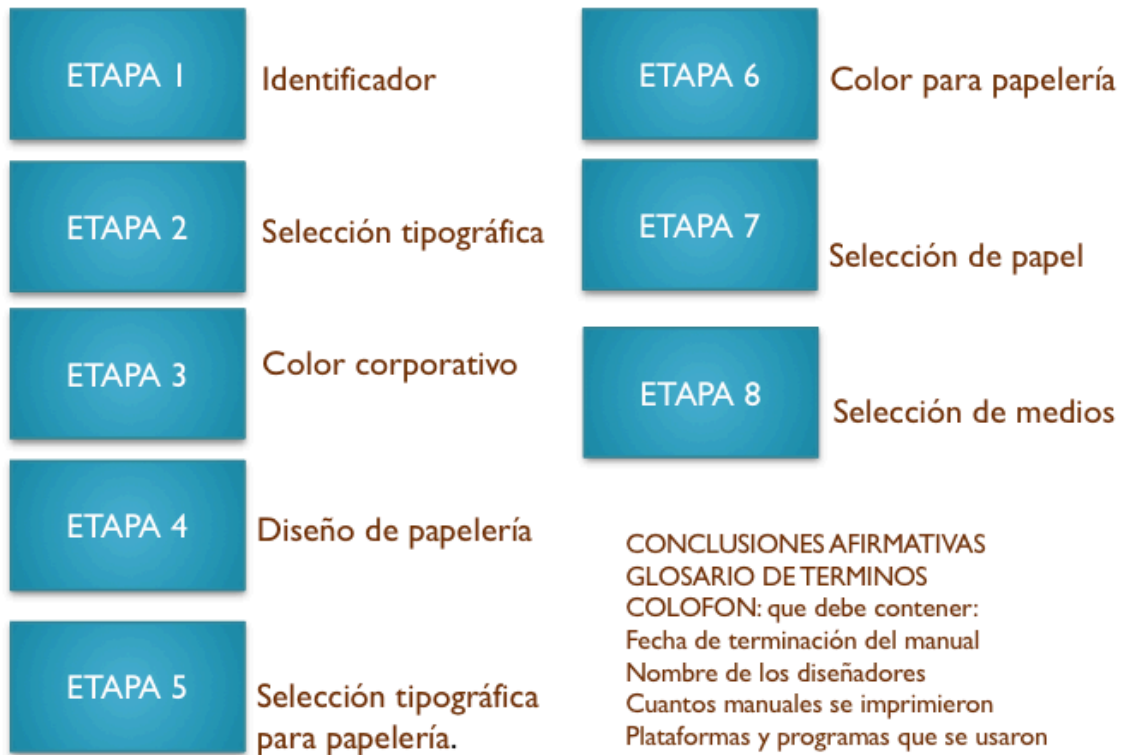 ETAPA 1
Identificador
ETAPA 2
Selección tipográfica
ETAPA 3
Color corporativo
ETAPA 4
Diseño de papelería
ETAPA 5
Selección tipográfica
para papelería.
ETAPA 6
Color para papelería
ETAPA 7
Selección de papel
ETAPA 8
Selección de medios
CONCLUSIONES AFIRMATIVAS
GLOSARIO DE TERMINOS
COLOFON: que debe contener:
Fecha de terminación del manual
Nombre de los diseñadores
Cuantos manuales se imprimieron
Plataformas y programas que se usaron